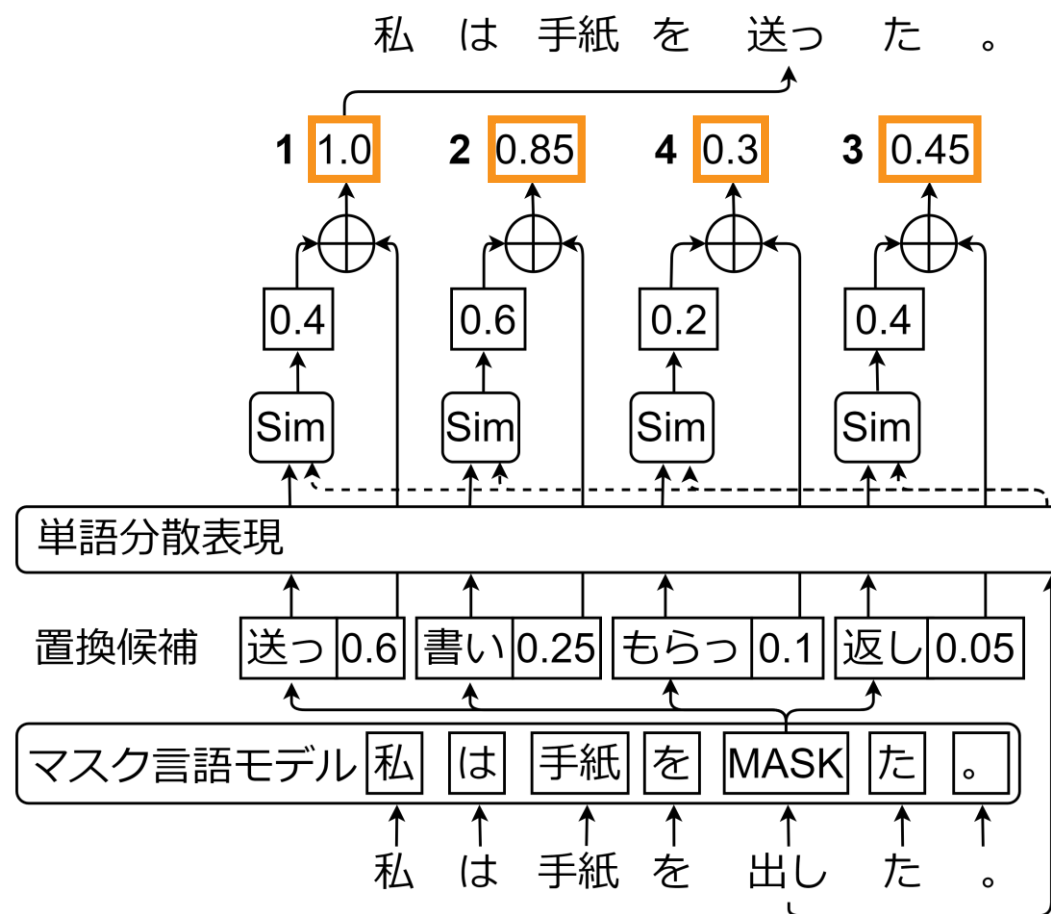 私 は 手紙 を 送っ た 。
1 1.0 2 0.85 4 0.3 3 0.45
0.4 0.6 0.2 0.4
Sim Sim Sim Sim
単語分散表現
置換候補 送っ 0.6 書い 0.25 もらっ 0.1 返し 0.05
マスク言語モデル 私 は 手紙 を MASK た 。
私 は 手紙 を 出し た 。